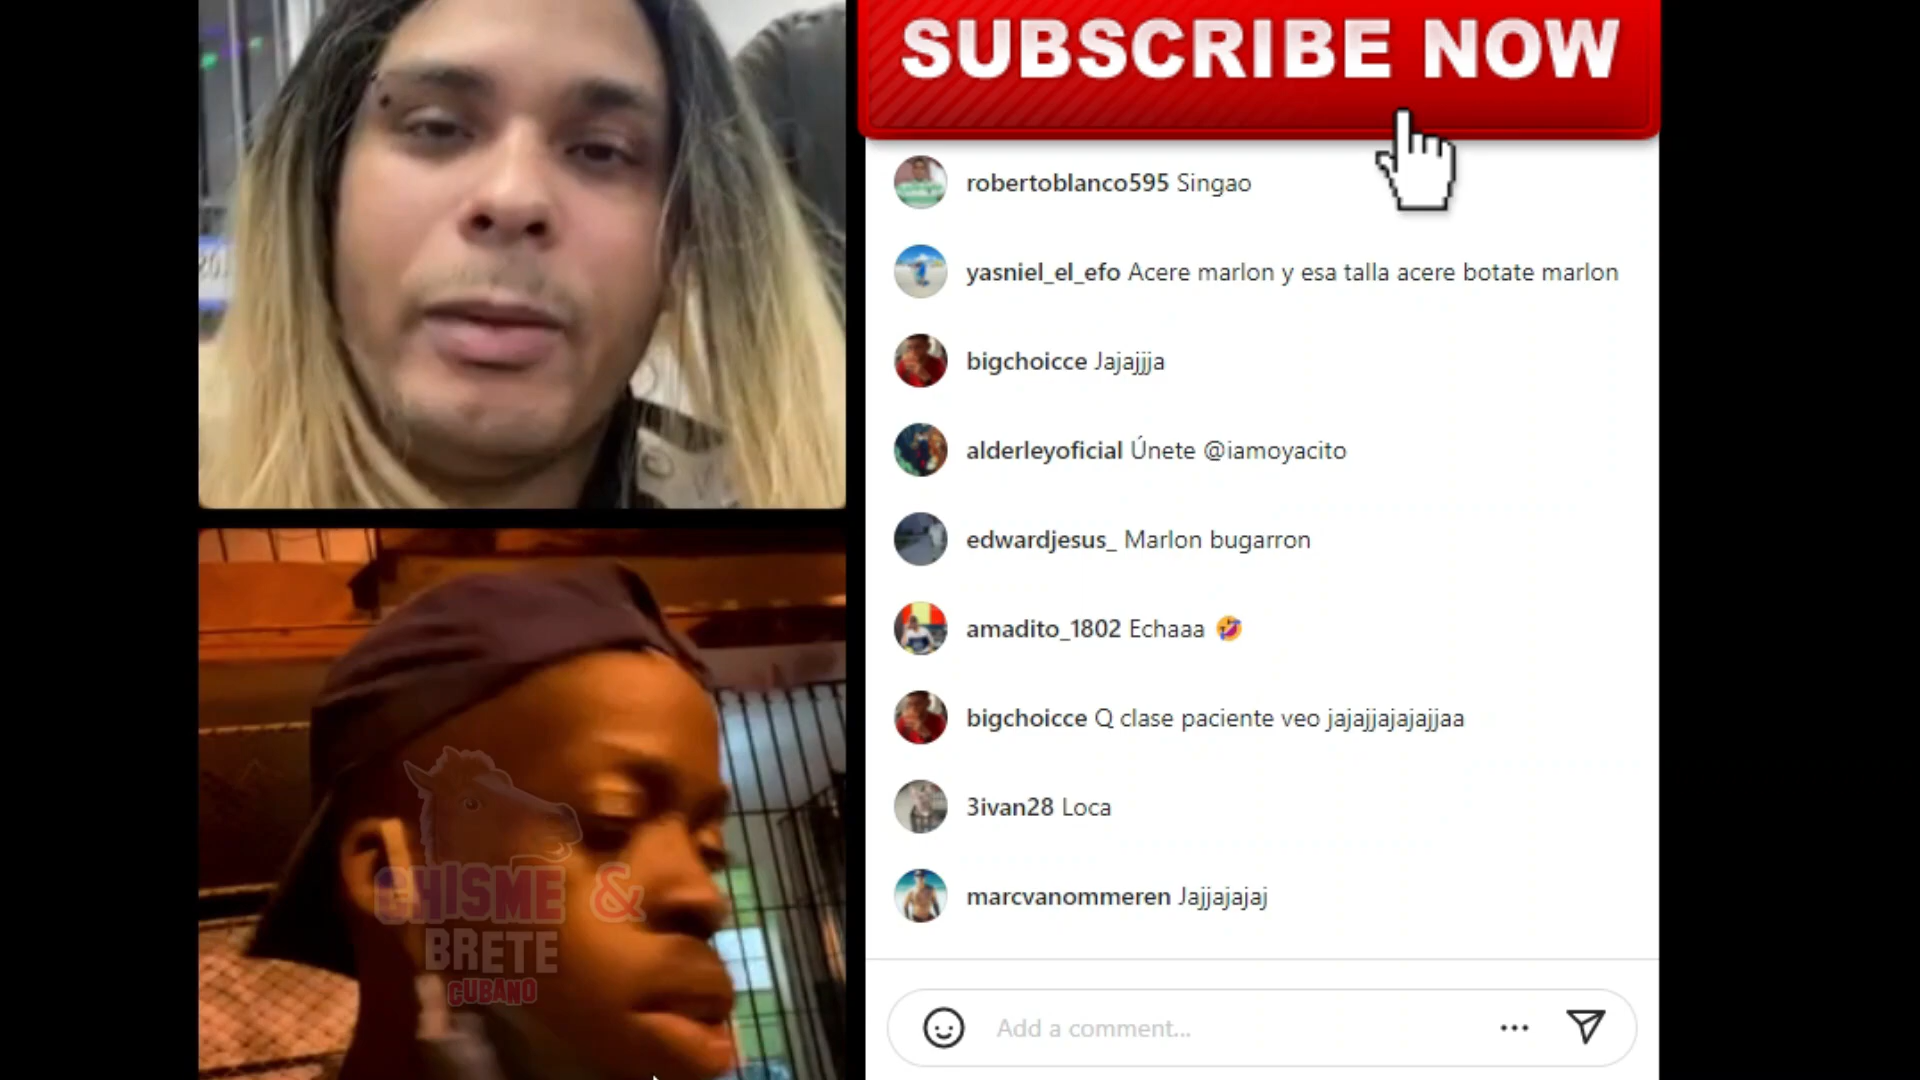 SUBSCRIBE NOW
robertoblanco595 Singao
yasniel_el_efo Acere marlon y esa talla acere botate marlon
bigchoicce Jajajjja
alderleyoficial Únete @iamoyacito
edwardjesus_ Marlon bugarron
amadito_1802 Echaaa 🤣
bigchoicce Q clase paciente veo jajajjajajajjaa
3ivan28 Loca
marcvanommeren Jajjajajaj
Add a comment...
CHISME &
BRETE
CUBANO